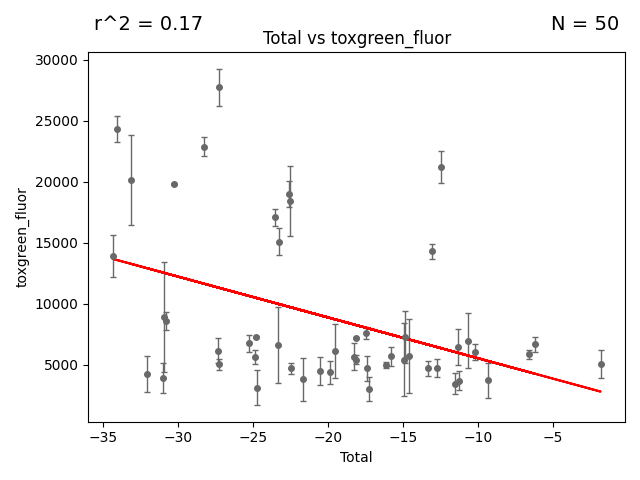 r^2 = 0.17
N = 50
Total vs toxgreen_fluor
30000
25000
20000
15000
10000
5000
toxgreen_fluor
−35
−30
−25
−20
−15
−10
−5
Total